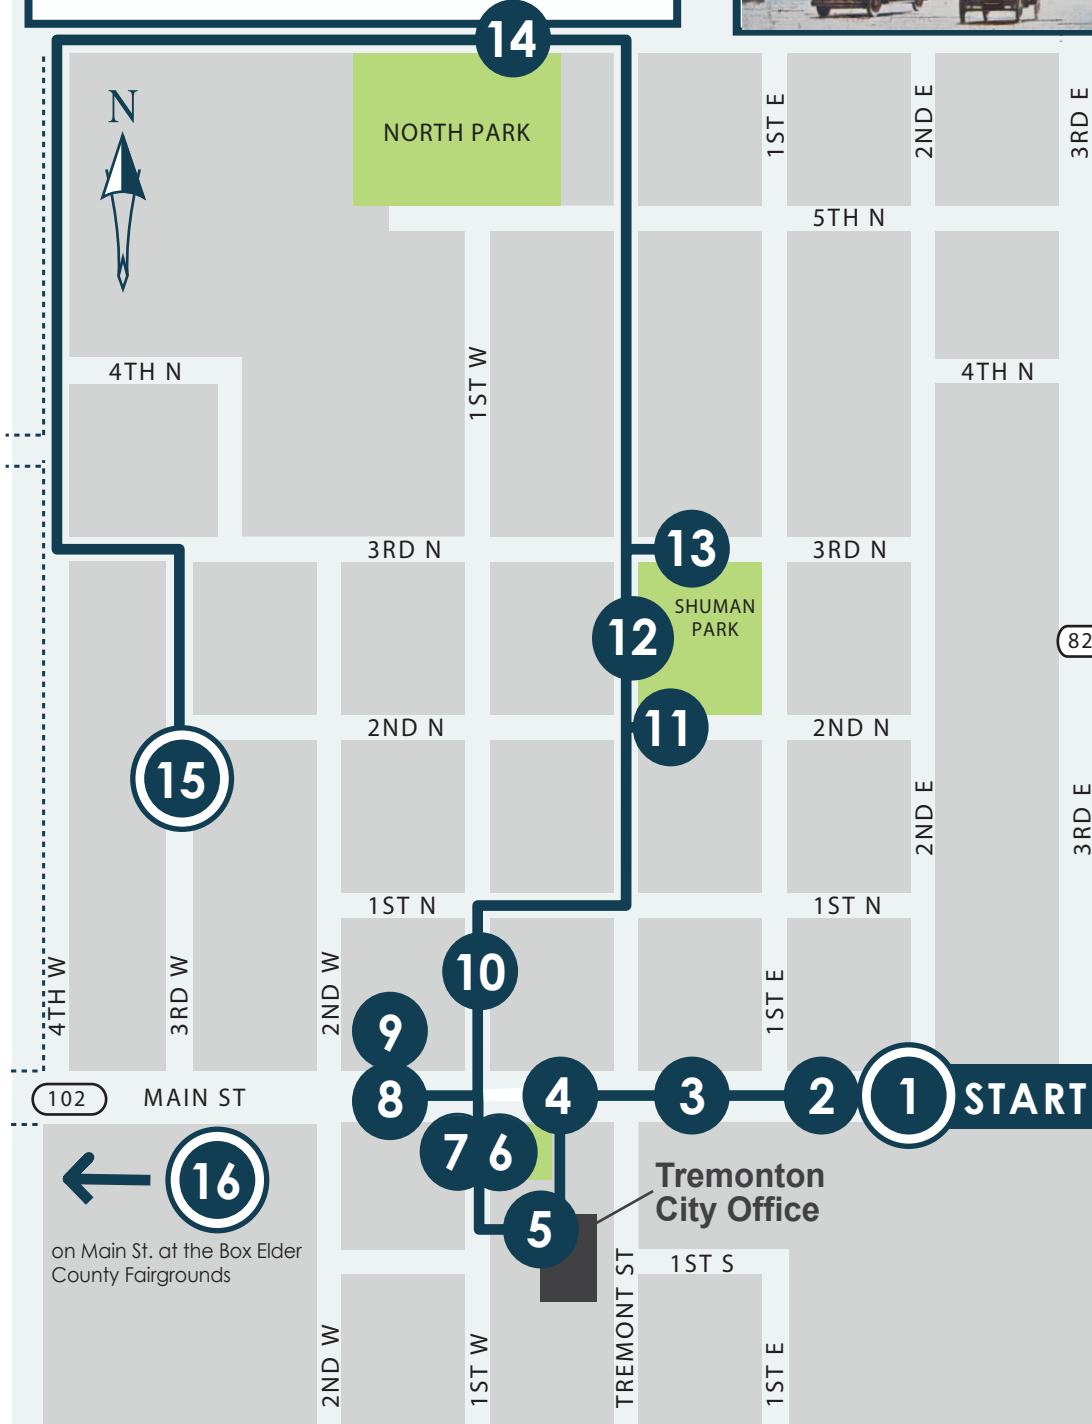 14
N
NORTH PARK
1ST E
2ND E
3RD E
5TH N
4TH N
1ST W
4TH N
3RD N
13
3RD N
SHUMAN
PARK
12
82
11
2ND N
2ND N
15
2ND E
3RD E
1ST N
1ST N
10
4TH W
3RD W
2ND W
1ST E
9
8
4
3
2
1
START
102
MAIN ST
7
6
16
Tremonton
City Office
5
on Main St. at the Box Elder
County Fairgrounds
1ST S
2ND W
1ST W
TREMONT ST
1ST E